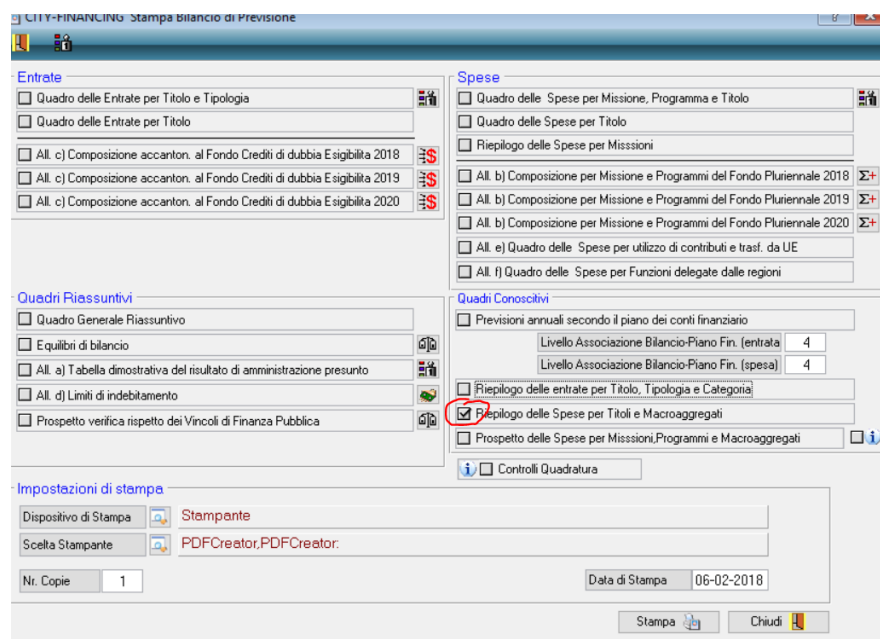 CITY-FINANCING Stampa Bilancio di Previsione
Entrate
Quadro delle Entrate per Titolo e Tipologia
Quadro delle Entrate per Titolo
All. c) Composizione accanton. al Fondo Crediti di dubbia Esigibilita 2018
All. c) Composizione accanton. al Fondo Crediti di dubbia Esigibilita 2019
All. c) Composizione accanton. al Fondo Crediti di dubbia Esigibilita 2020
Spese
Quadro delle Spese per Missione, Programma e Titolo
Quadro delle Spese per Titolo
Riepilogo delle Spese per Misssioni
All. b) Composizione per Missione e Programmi del Fondo Pluriennale 2018
All. b) Composizione per Missione e Programmi del Fondo Pluriennale 2019
All. b) Composizione per Missione e Programmi del Fondo Pluriennale 2020
All. e) Quadro delle Spese per utilizzo di contributi e trasf. da UE
All. f) Quadro delle Spese per Funzioni delegate dalle regioni
Quadri Riassuntivi
Quadro Generale Riassuntivo
Equilibri di bilancio
All. a) Tabella dimostrativa del risultato di amministrazione presunto
All. d) Limiti di indebitamento
Prospetto verifica rispetto dei Vincoli di Finanza Pubblica
Quadri Conoscitivi
Previsioni annuali secondo il piano dei conti finanziario
Livello Associazione Bilancio-Piano Fin. (entrata 4
Livello Associazione Bilancio-Piano Fin. (spesa) 4
Riepilogo delle entrate per Titolo, Tipologia e Categoria
Riepilogo delle Spese per Titoli e Macroaggregati
Prospetto delle Spese per Misssioni,Programmi e Macroaggregati
Controlli Quadratura
Impostazioni di stampa
Dispositivo di Stampa Stampante
Scelta Stampante PDFCreator,PDFCreator:
Nr. Copie 1
Data di Stampa 06-02-2018
Stampa Chiudi